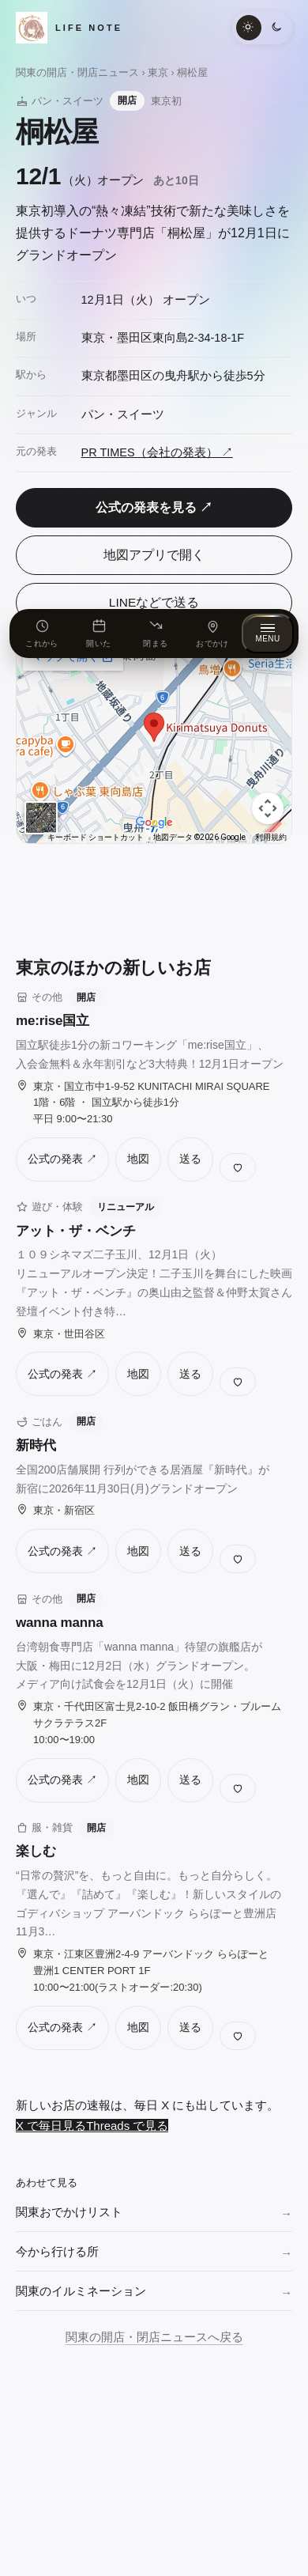 LIFE NOTE
関東の開店・閉店ニュース › 東京 › 桐松屋
パン・スイーツ 開店 東京初
桐松屋
12/1（火）オープン あと10日
東京初導入の“熱々凍結”技術で新たな美味しさを
提供するドーナツ専門店「桐松屋」が12月1日に
グランドオープン
いつ 12月1日（火） オープン
場所 東京・墨田区東向島2-34-18-1F
駅から 東京都墨田区の曳舟駅から徒歩5分
ジャンル パン・スイーツ
元の発表 PR TIMES（会社の発表） ↗
公式の発表を見る ↗
地図アプリで開く
LINEなどで送る
これから 開いた 閉まる おでかけ MENU
鳥増 Seria生活
地蔵坂通り 6
1丁目
Kirimatsuya Donuts
capyba
ra cafe)
1丁目
2丁目
曳舟川通り
しゃぶ葉 東向島店
6
曳舟
Google
キーボード ショートカット 地図データ ©2026 Google 利用規約
東京のほかの新しいお店
その他 開店
me:rise国立
国立駅徒歩1分の新コワーキング「me:rise国立」、
入会金無料＆永年割引など3大特典！12月1日オープン
東京・国立市中1-9-52 KUNITACHI MIRAI SQUARE
1階・6階 ・ 国立駅から徒歩1分
平日 9:00〜21:30
公式の発表 ↗ 地図 送る
遊び・体験 リニューアル
アット・ザ・ベンチ
１０９シネマズ二子玉川、12月1日（火）
リニューアルオープン決定！二子玉川を舞台にした映画
『アット・ザ・ベンチ』の奥山由之監督＆仲野太賀さん
登壇イベント付き特…
東京・世田谷区
公式の発表 ↗ 地図 送る
ごはん 開店
新時代
全国200店舗展開 行列ができる居酒屋『新時代』が
新宿に2026年11月30日(月)グランドオープン
東京・新宿区
公式の発表 ↗ 地図 送る
その他 開店
wanna manna
台湾朝食専門店「wanna manna」待望の旗艦店が
大阪・梅田に12月2日（水）グランドオープン。
メディア向け試食会を12月1日（火）に開催
東京・千代田区富士見2-10-2 飯田橋グラン・ブルーム
サクラテラス2F
10:00〜19:00
公式の発表 ↗ 地図 送る
服・雑貨 開店
楽しむ
“日常の贅沢”を、もっと自由に。もっと自分らしく。
『選んで』『詰めて』『楽しむ』！新しいスタイルの
ゴディバショップ アーバンドック ららぽーと豊洲店
11月3…
東京・江東区豊洲2-4-9 アーバンドック ららぽーと
豊洲1 CENTER PORT 1F
10:00〜21:00(ラストオーダー:20:30)
公式の発表 ↗ 地図 送る
新しいお店の速報は、毎日 X にも出しています。
X で毎日見るThreads で見る
あわせて見る
関東おでかけリスト →
今から行ける所 →
関東のイルミネーション →
関東の開店・閉店ニュースへ戻る